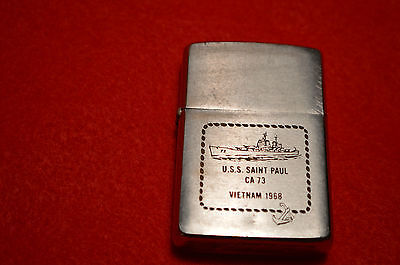 U.S.S. SAINT PAUL
CA 73
VIETNAM 1968